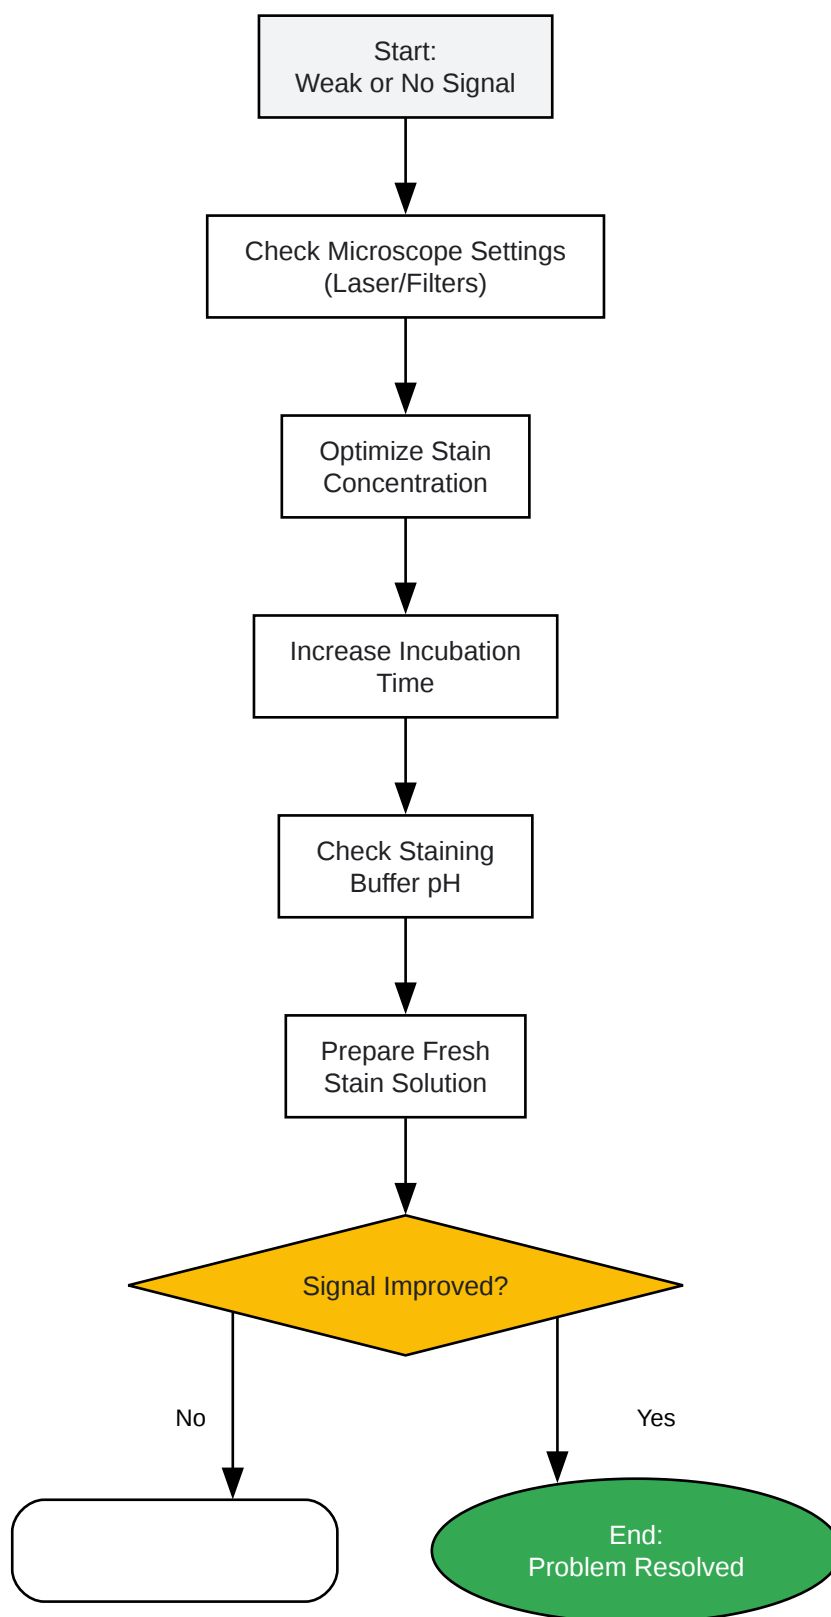 Start:
Weak or No Signal
Check Microscope Settings
(Laser/Filters)
Optimize Stain
Concentration
Increase Incubation
Time
Check Staining
Buffer pH
Prepare Fresh
Stain Solution
Signal Improved?
No
Yes
End:
Problem Resolved